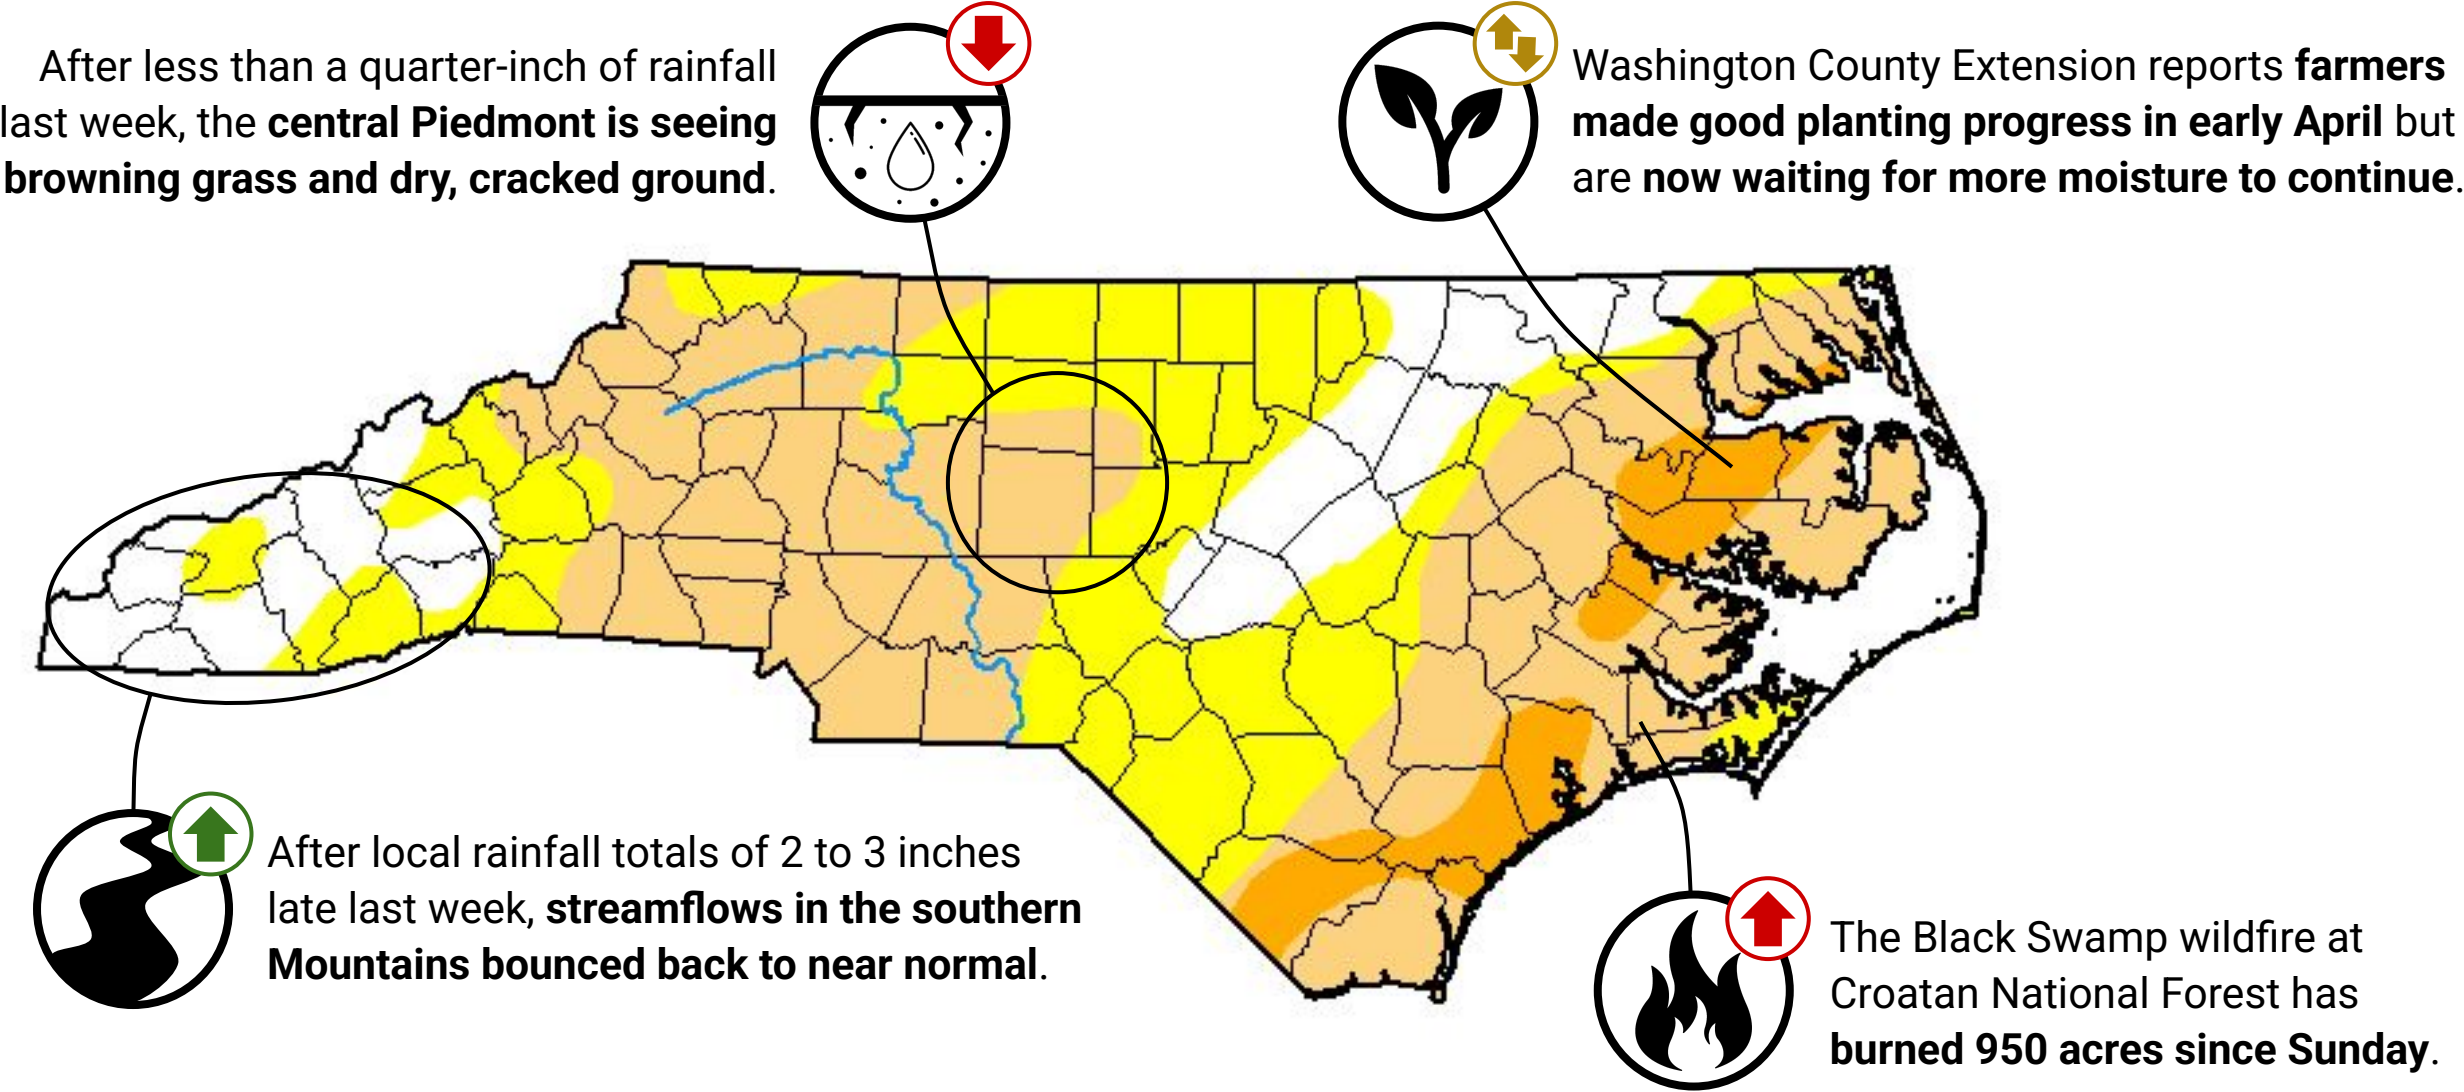 After less than a quarter-inch of rainfall
last week, the central Piedmont is seeing
browning grass and dry, cracked ground.
Washington County Extension reports farmers
made good planting progress in early April but
are now waiting for more moisture to continue.
After local rainfall totals of 2 to 3 inches
late last week, streamflows in the southern
Mountains bounced back to near normal.
The Black Swamp wildfire at
Croatan National Forest has
burned 950 acres since Sunday.